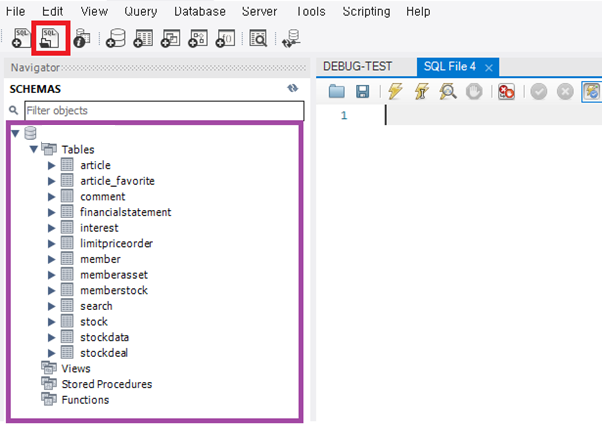 File Edit View Query Database Server Tools Scripting Help
SQL SQL
Navigator
DEBUG-TEST SQL File 4
SCHEMAS
Filter objects
1
Tables
article
article_favorite
comment
financialstatement
interest
limitpriceorder
member
memberasset
memberstock
search
stock
stockdata
stockdeal
Views
Stored Procedures
Functions